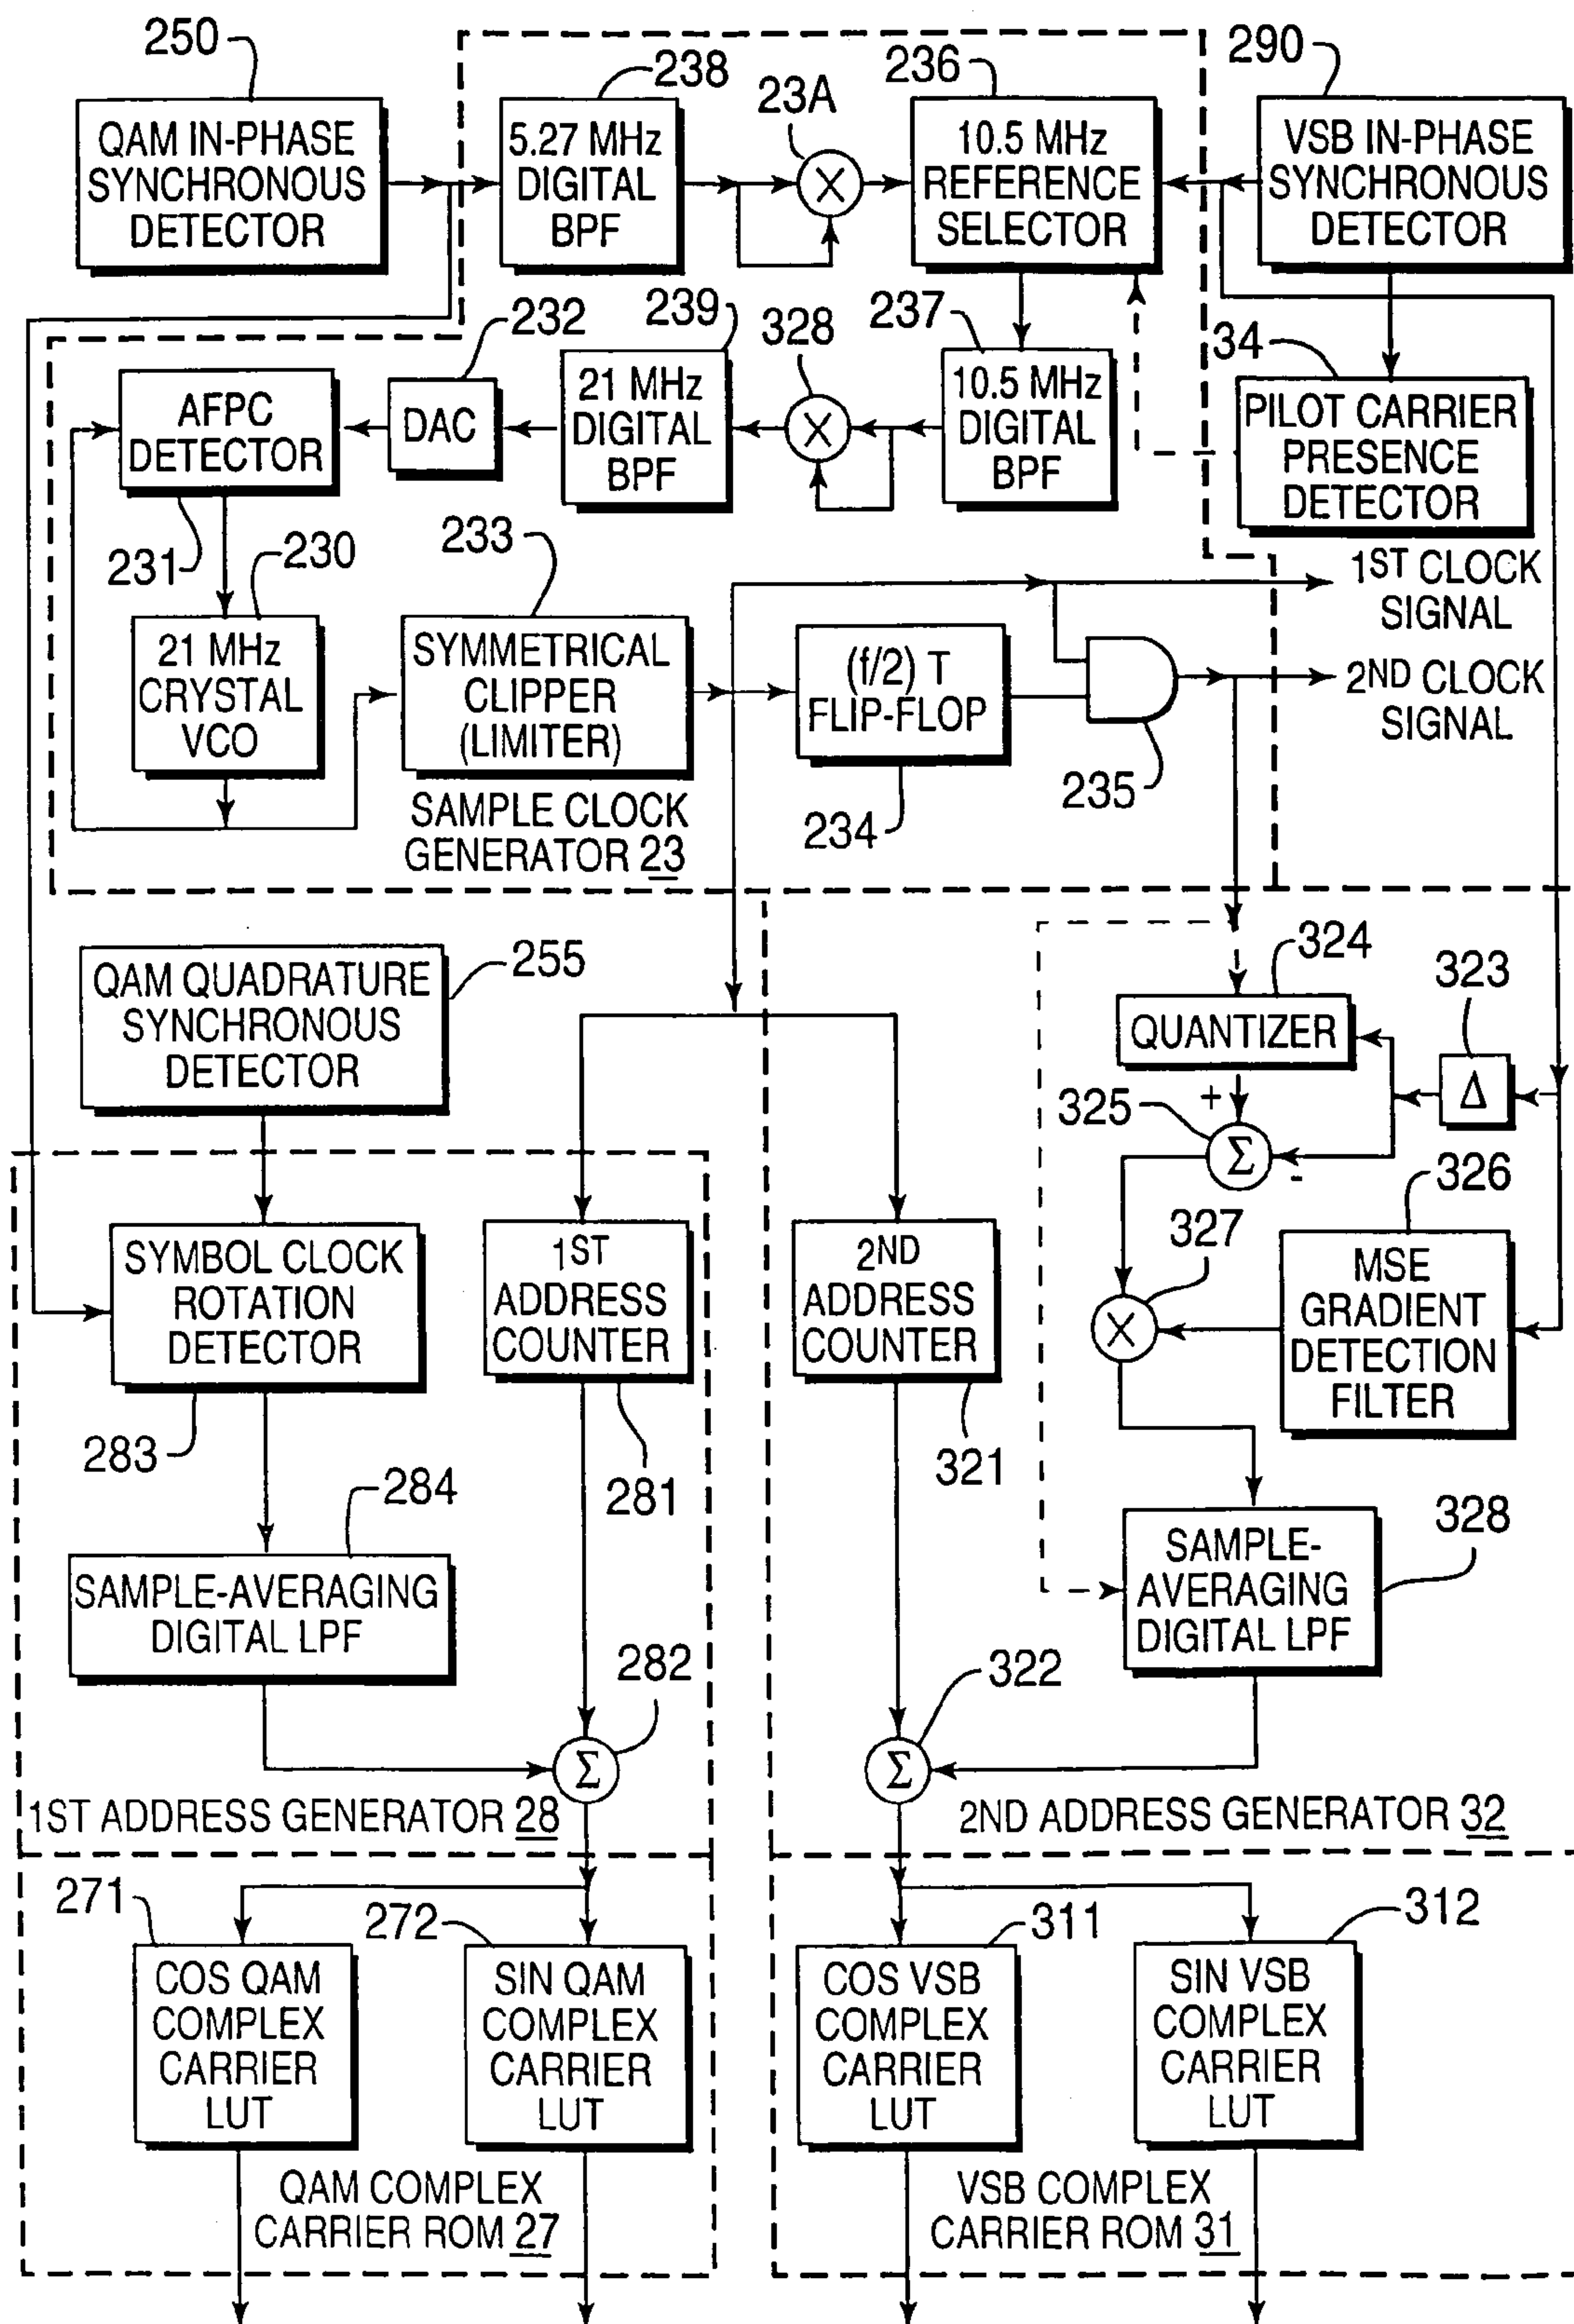 250
238
23A
236
290
QAM IN-PHASE
SYNCHRONOUS
DETECTOR
5.27 MHz
DIGITAL
BPF
X
10.5 MHz
REFERENCE
SELECTOR
VSB IN-PHASE
SYNCHRONOUS
DETECTOR
232
239
328
237
34
AFPC
DETECTOR
DAC
21 MHz
DIGITAL
BPF
X
10.5 MHz
DIGITAL
BPF
PILOT CARRIER
PRESENCE
DETECTOR
231
230
233
1ST CLOCK
SIGNAL
21 MHz
CRYSTAL
VCO
SYMMETRICAL
CLIPPER
(LIMITER)
(f/2) T
FLIP-FLOP
2ND CLOCK
SIGNAL
235
234
SAMPLE CLOCK
GENERATOR 23
255
324
323
QAM QUADRATURE
SYNCHRONOUS
DETECTOR
QUANTIZER
Δ
+
325
Σ
-
326
327
SYMBOL CLOCK
ROTATION
DETECTOR
1ST
ADDRESS
COUNTER
2ND
ADDRESS
COUNTER
X
MSE
GRADIENT
DETECTION
FILTER
283
281
321
284
328
SAMPLE-AVERAGING
DIGITAL LPF
SAMPLE-
AVERAGING
DIGITAL LPF
282
322
Σ
Σ
1ST ADDRESS GENERATOR 28
2ND ADDRESS GENERATOR 32
271
272
311
312
COS QAM
COMPLEX
CARRIER
LUT
SIN QAM
COMPLEX
CARRIER
LUT
COS VSB
COMPLEX
CARRIER
LUT
SIN VSB
COMPLEX
CARRIER
LUT
QAM COMPLEX
CARRIER ROM 27
VSB COMPLEX
CARRIER ROM 31